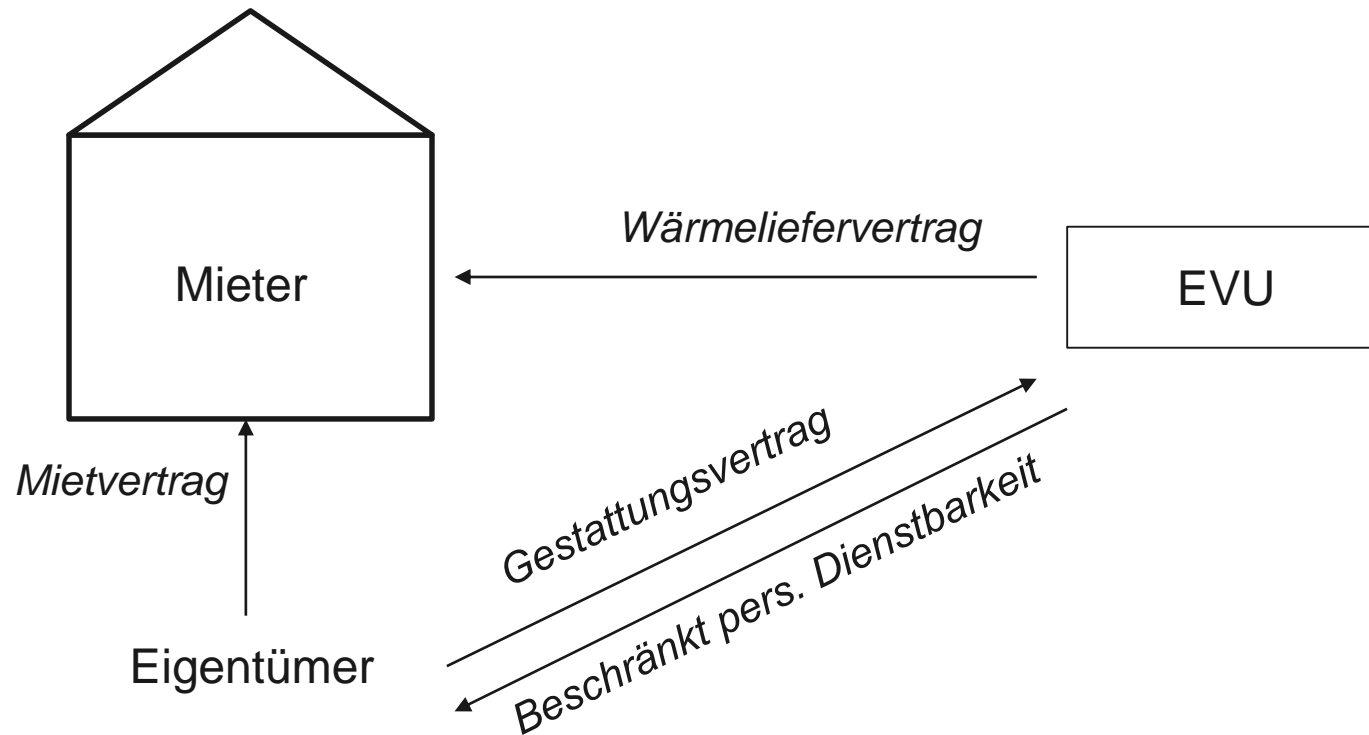 Wärmeliefervertrag
Mieter
EVU
Mietvertrag
Gestattungsvertrag
Beschränkt pers. Dienstbarkeit
Eigentümer